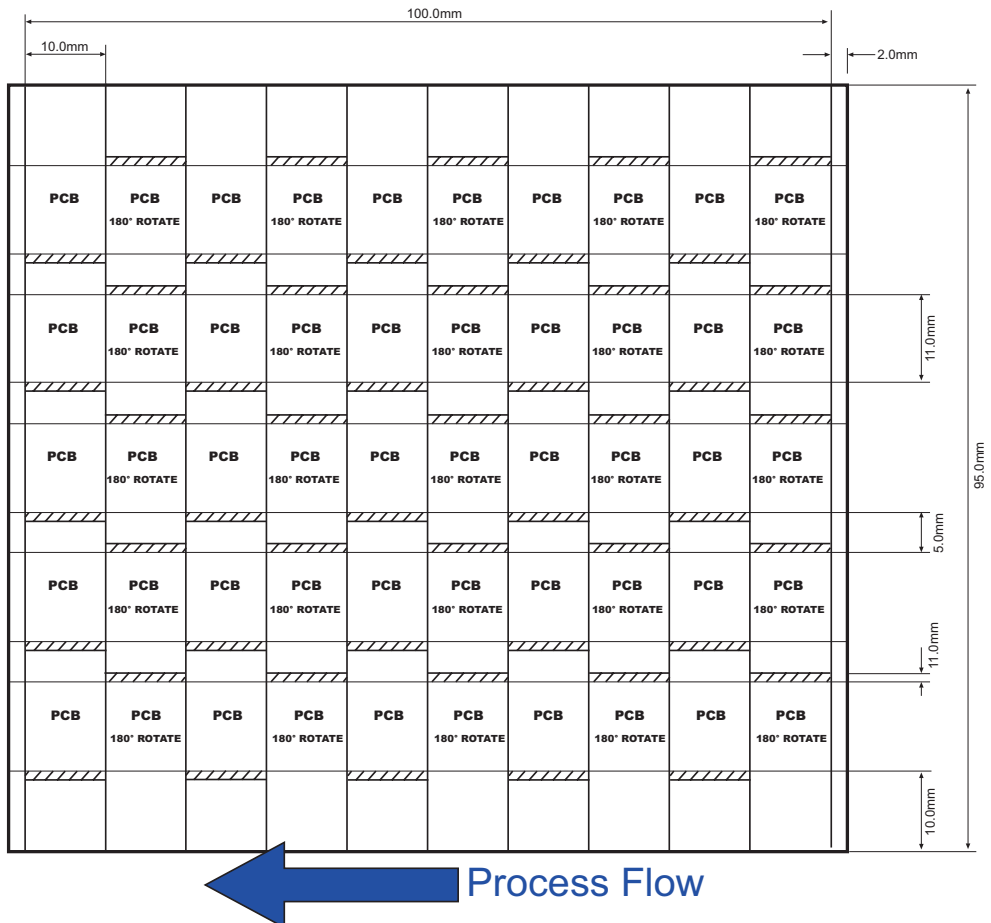 100.0mm
10.0mm
2.0mm
PCB PCB PCB PCB PCB PCB PCB PCB PCB PCB
180° ROTATE 180° ROTATE 180° ROTATE 180° ROTATE 180° ROTATE
PCB PCB PCB PCB PCB PCB PCB PCB PCB PCB
180° ROTATE 180° ROTATE 180° ROTATE 180° ROTATE 180° ROTATE
11.0mm
PCB PCB PCB PCB PCB PCB PCB PCB PCB PCB
180° ROTATE 180° ROTATE 180° ROTATE 180° ROTATE 180° ROTATE
95.0mm
5.0mm
PCB PCB PCB PCB PCB PCB PCB PCB PCB PCB
180° ROTATE 180° ROTATE 180° ROTATE 180° ROTATE 180° ROTATE
11.0mm
PCB PCB PCB PCB PCB PCB PCB PCB PCB PCB
180° ROTATE 180° ROTATE 180° ROTATE 180° ROTATE 180° ROTATE
10.0mm
Process Flow